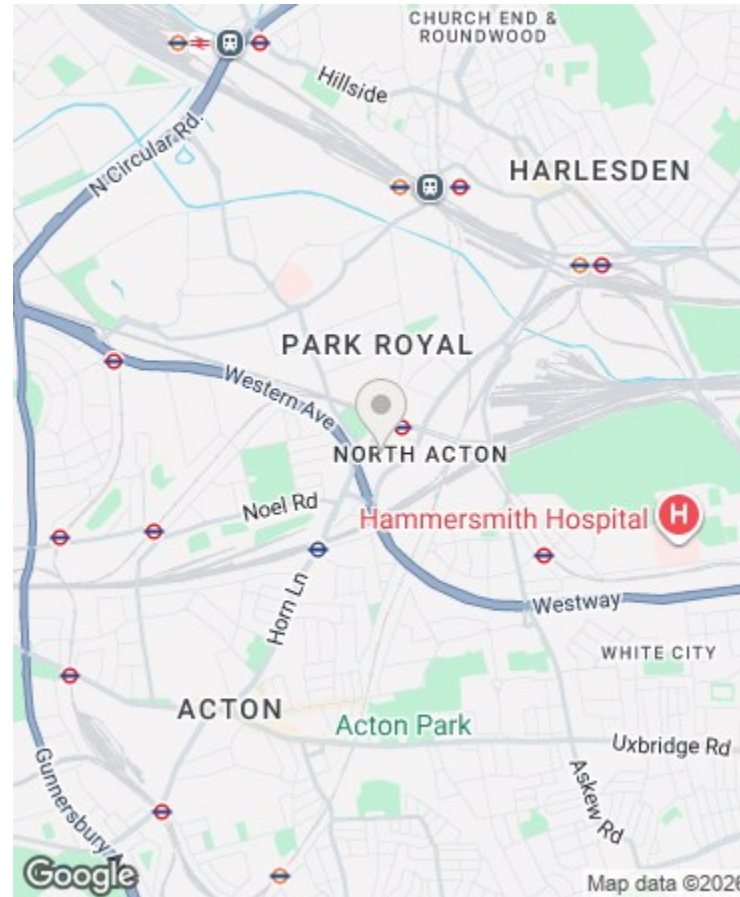 CHURCH END &
ROUNDWOOD
Hillside
N Circular Rd.
HARLESDEN
PARK ROYAL
Western Ave
NORTH ACTON
Noel Rd
Hammersmith Hospital
H
Horn Ln
Westway
WHITE CITY
ACTON
Acton Park
Uxbridge Rd
Askew Rd
Gunnersbury
Google
Map data ©2026